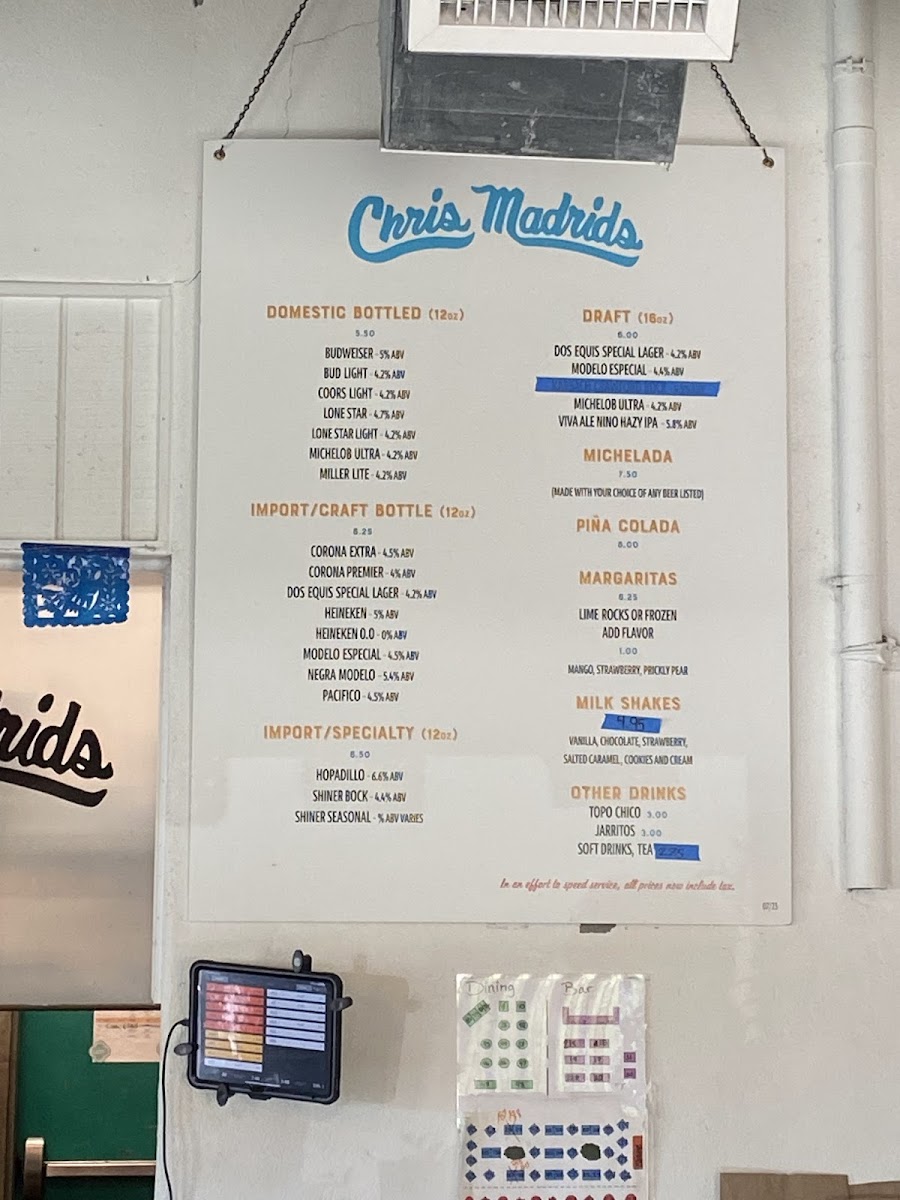 Chris Madrids
DOMESTIC BOTTLED (12oz)
5.50
BUDWEISER - 5% ABV
BUD LIGHT - 4.2% ABV
COORS LIGHT - 4.2% ABV
LONE STAR - 4.7% ABV
LONE STAR LIGHT - 4.2% ABV
MICHELOB ULTRA - 4.2% ABV
MILLER LITE - 4.2% ABV
IMPORT/CRAFT BOTTLE (12oz)
6.25
CORONA EXTRA - 4.5% ABV
CORONA PREMIER - 4% ABV
DOS EQUIS SPECIAL LAGER - 4.2% ABV
HEINEKEN - 5% ABV
HEINEKEN 0.0 - 0% ABV
MODELO ESPECIAL - 4.5% ABV
NEGRA MODELO - 5.4% ABV
PACIFICO - 4.5% ABV
IMPORT/SPECIALTY (12oz)
6.50
HOPADILLO - 6.6% ABV
SHINER BOCK - 4.4% ABV
SHINER SEASONAL - % ABV VARIES
DRAFT (16oz)
6.00
DOS EQUIS SPECIAL LAGER - 4.2% ABV
MODELO ESPECIAL - 4.4% ABV
MICHELOB ULTRA - 4.2% ABV
VIVA ALE NINO HAZY IPA - 5.8% ABV
MICHELADA
7.50
(MADE WITH YOUR CHOICE OF ANY BEER LISTED)
PIÑA COLADA
8.00
MARGARITAS
8.25
LIME ROCKS OR FROZEN
ADD FLAVOR
1.00
MANGO, STRAWBERRY, PRICKLY PEAR
MILK SHAKES
4.95
VANILLA, CHOCOLATE, STRAWBERRY,
SALTED CARAMEL, COOKIES AND CREAM
OTHER DRINKS
TOPO CHICO 3.00
JARRITOS 3.00
SOFT DRINKS, TEA 2.75
In an effort to speed service, all prices now include tax.
07/23
rids
Dining
Bar